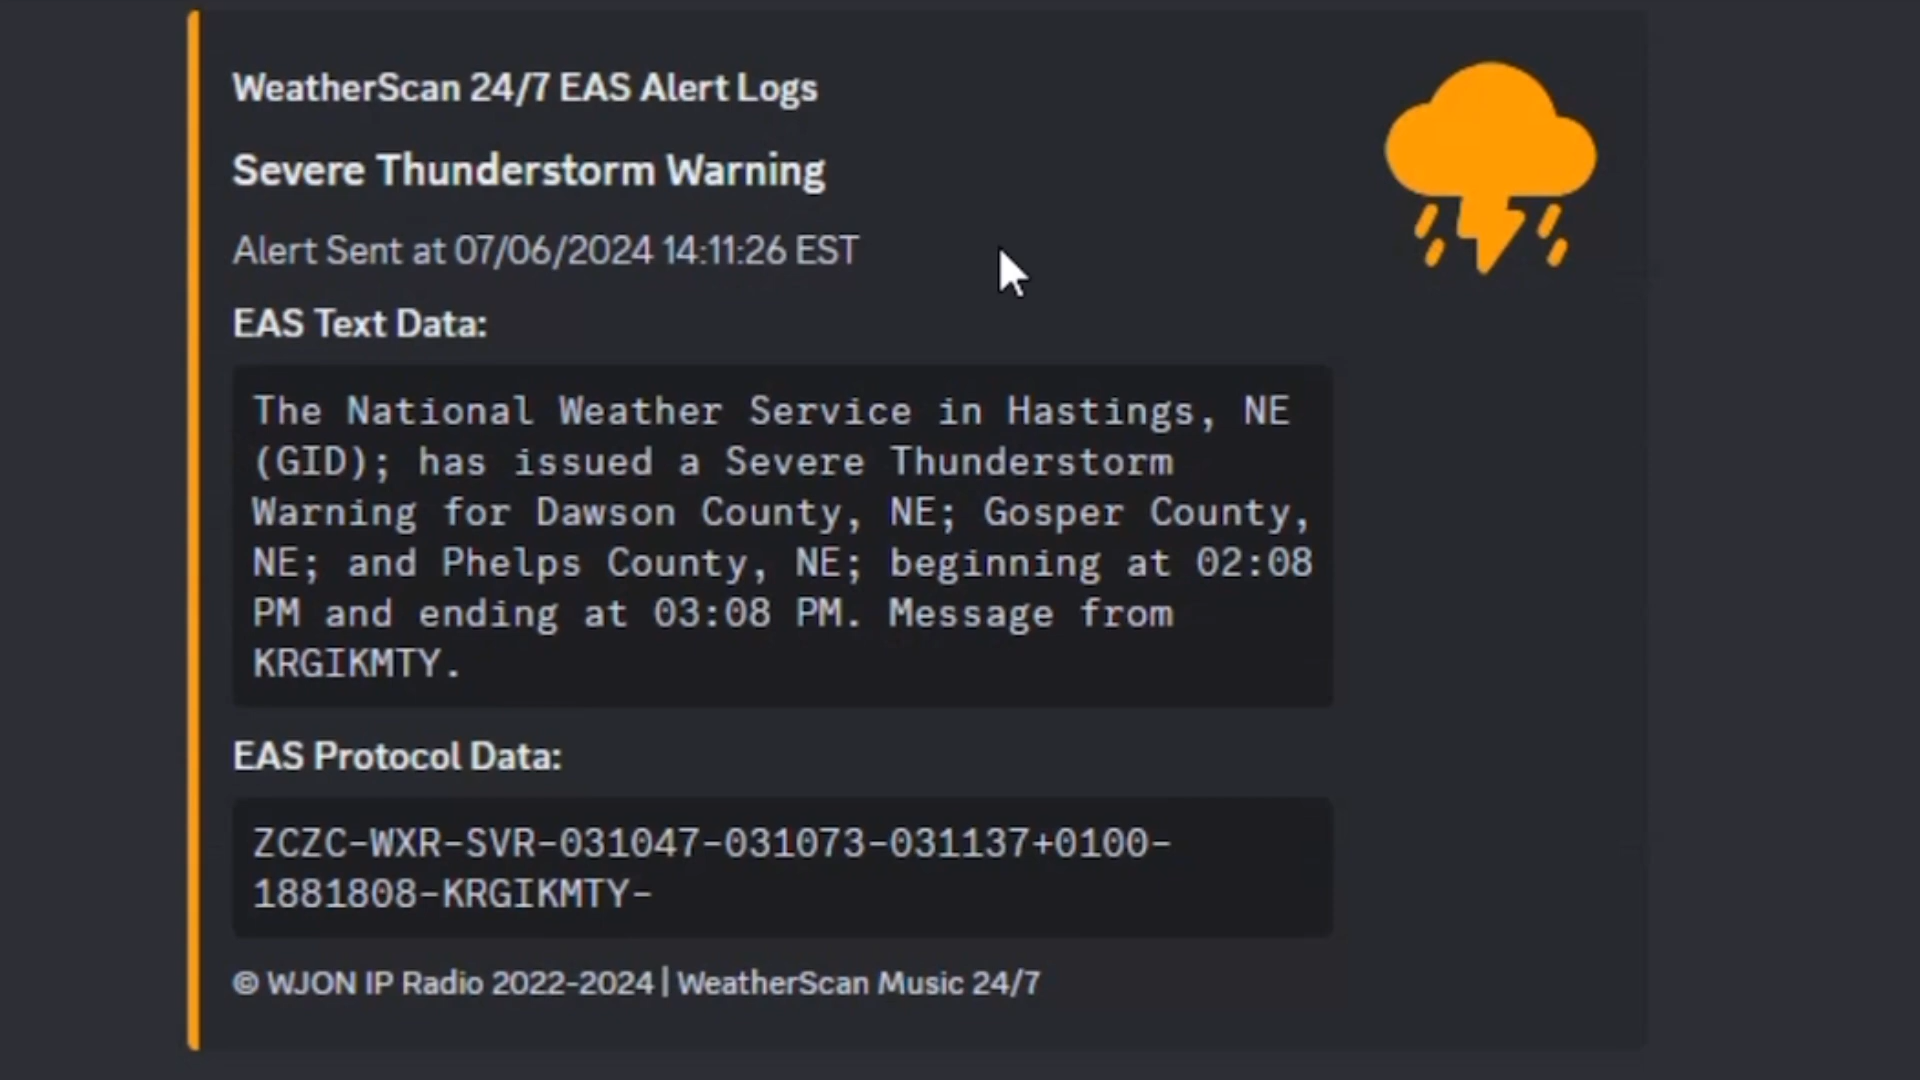 WeatherScan 24/7 EAS Alert Logs
Severe Thunderstorm Warning
Alert Sent at 07/06/2024 14:11:26 EST
EAS Text Data:
The National Weather Service in Hastings, NE
(GID); has issued a Severe Thunderstorm
Warning for Dawson County, NE; Gosper County,
NE; and Phelps County, NE; beginning at 02:08
PM and ending at 03:08 PM. Message from
KRGIKMTY.
EAS Protocol Data:
ZCZC-WXR-SVR-031047-031073-031137+0100-
1881808-KRGIKMTY-
© WJON IP Radio 2022-2024 | WeatherScan Music 24/7